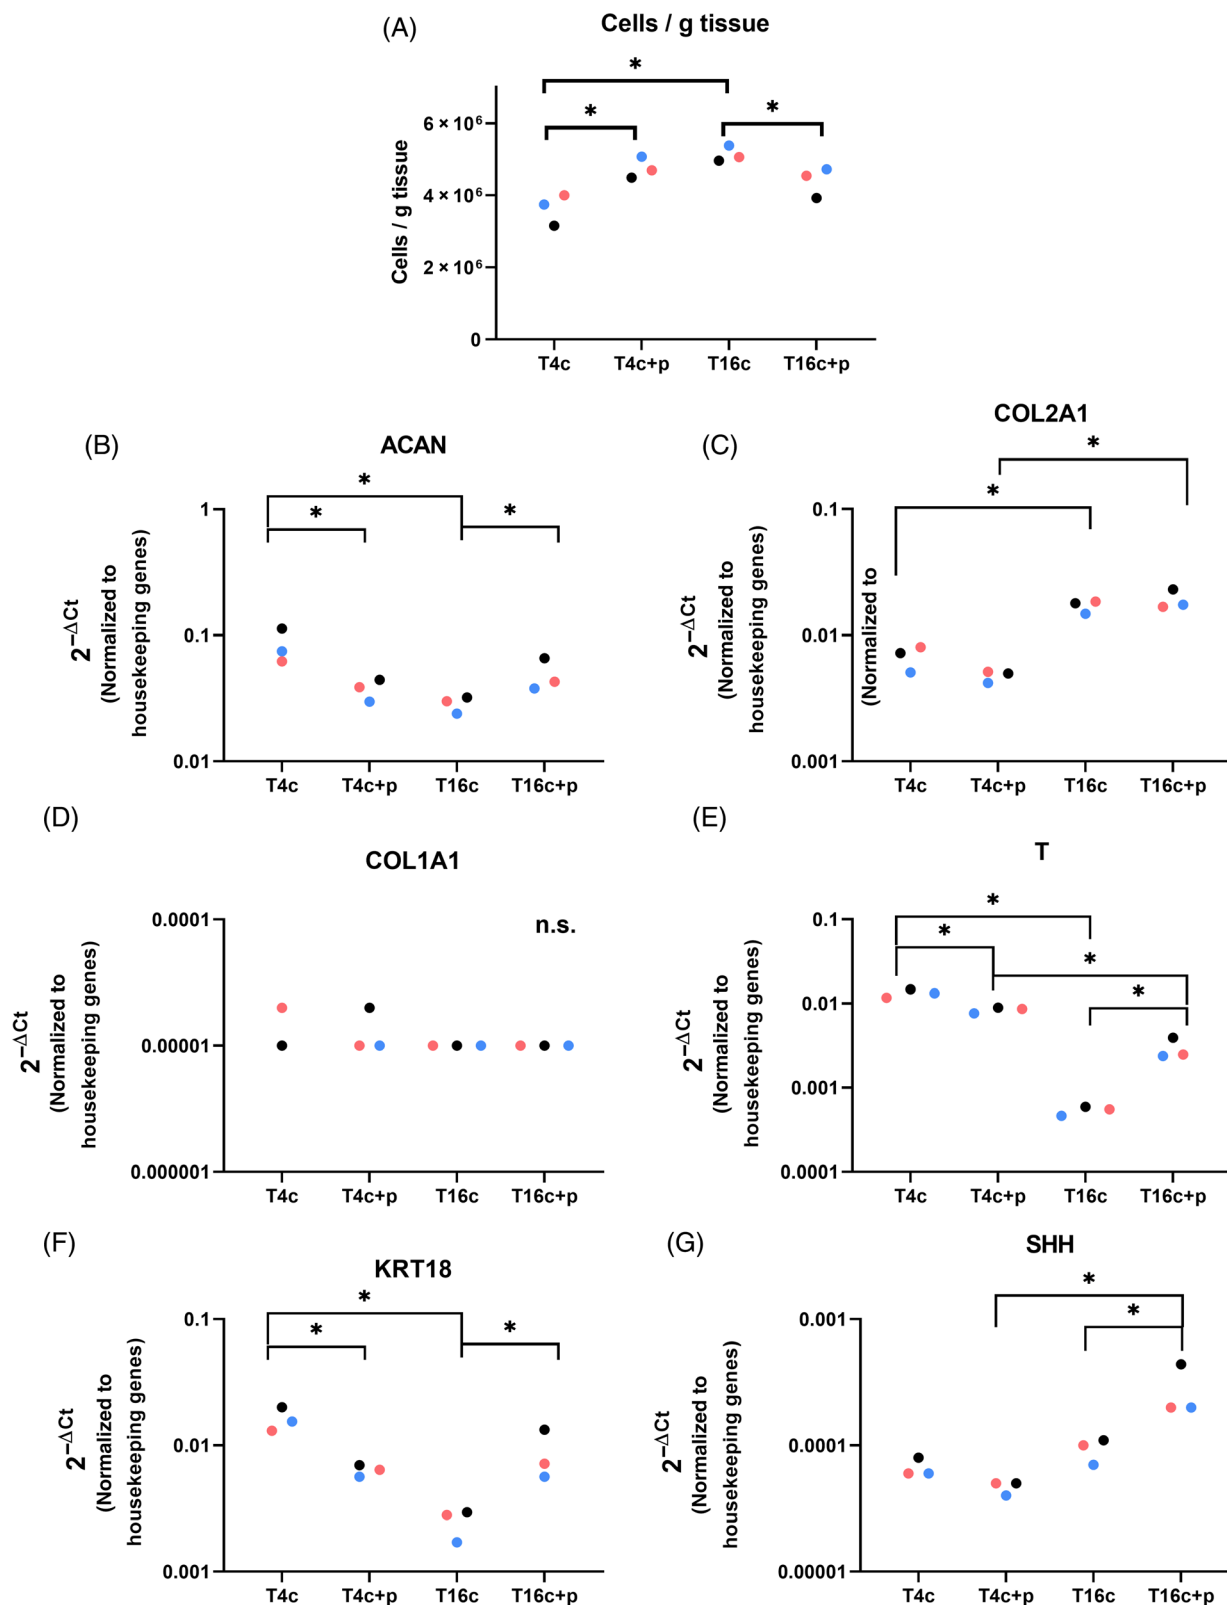 (A)
Cells / g tissue
*
*
*
Cells / g tissue
6 × 10⁶
4 × 10⁶
2 × 10⁶
0
T4c T4c+p T16c T16c+p
(B)
ACAN
*
*
*
2^−ΔCt
(Normalized to
housekeeping genes)
1
0.1
0.01
T4c T4c+p T16c T16c+p
(C)
COL2A1
*
*
2^−ΔCt
(Normalized to
housekeeping genes)
(Normalized to
0.1
0.01
0.001
T4c T4c+p T16c T16c+p
(D)
COL1A1
n.s.
2^−ΔCt
(Normalized to
housekeeping genes)
0.0001
0.00001
0.000001
T4c T4c+p T16c T16c+p
(E)
T
*
*
*
*
2^−ΔCt
(Normalized to
housekeeping genes)
0.1
0.01
0.001
0.0001
T4c T4c+p T16c T16c+p
(F)
KRT18
*
*
*
2^−ΔCt
(Normalized to
housekeeping genes)
0.1
0.01
0.001
T4c T4c+p T16c T16c+p
(G)
SHH
*
*
2^−ΔCt
(Normalized to
housekeeping genes)
0.001
0.0001
0.00001
T4c T4c+p T16c T16c+p